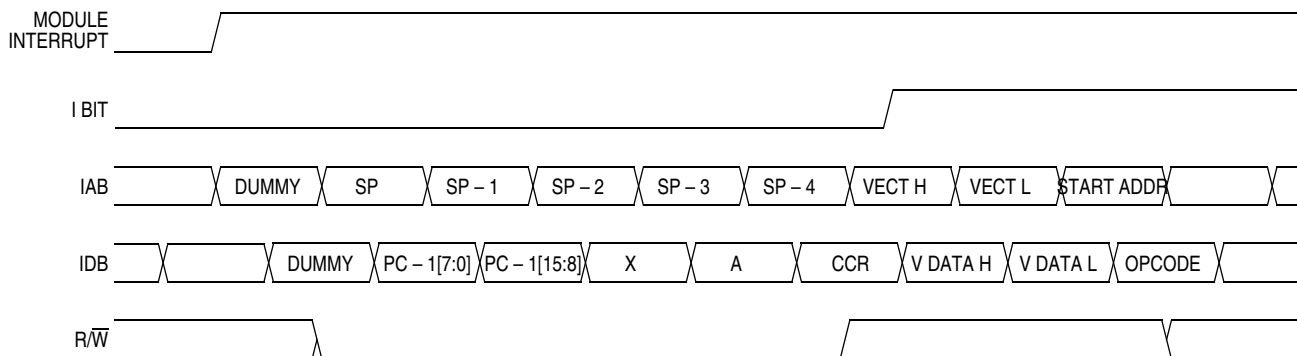 MODULE
INTERRUPT
I BIT
IAB DUMMY SP SP – 1 SP – 2 SP – 3 SP – 4 VECT H VECT L START ADDR
IDB DUMMY PC – 1[7:0] PC – 1[15:8] X A CCR V DATA H V DATA L OPCODE
R/W̅